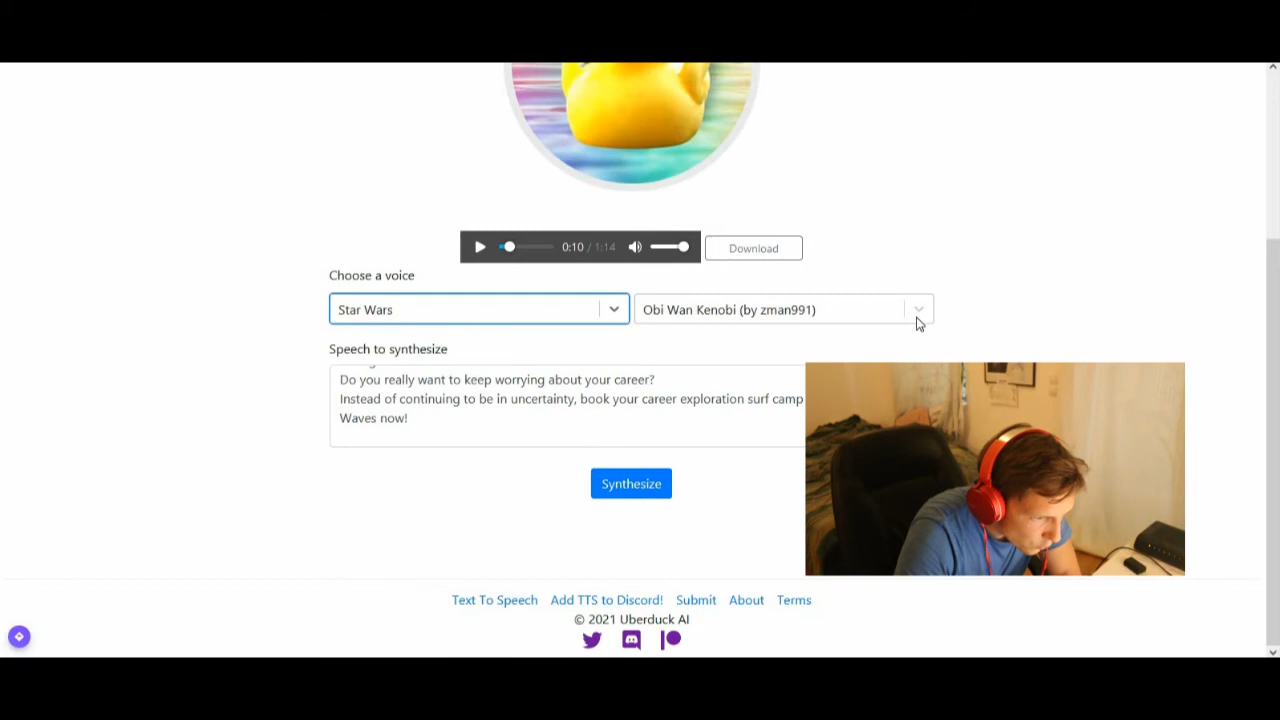 0:10 / 1:14
Download
Choose a voice
Star Wars
Obi Wan Kenobi (by zman991)
Speech to synthesize
Do you really want to keep worrying about your career?
Instead of continuing to be in uncertainty, book your career exploration surf camp
Waves now!
Synthesize
Text To Speech Add TTS to Discord! Submit About Terms
© 2021 Uberduck AI